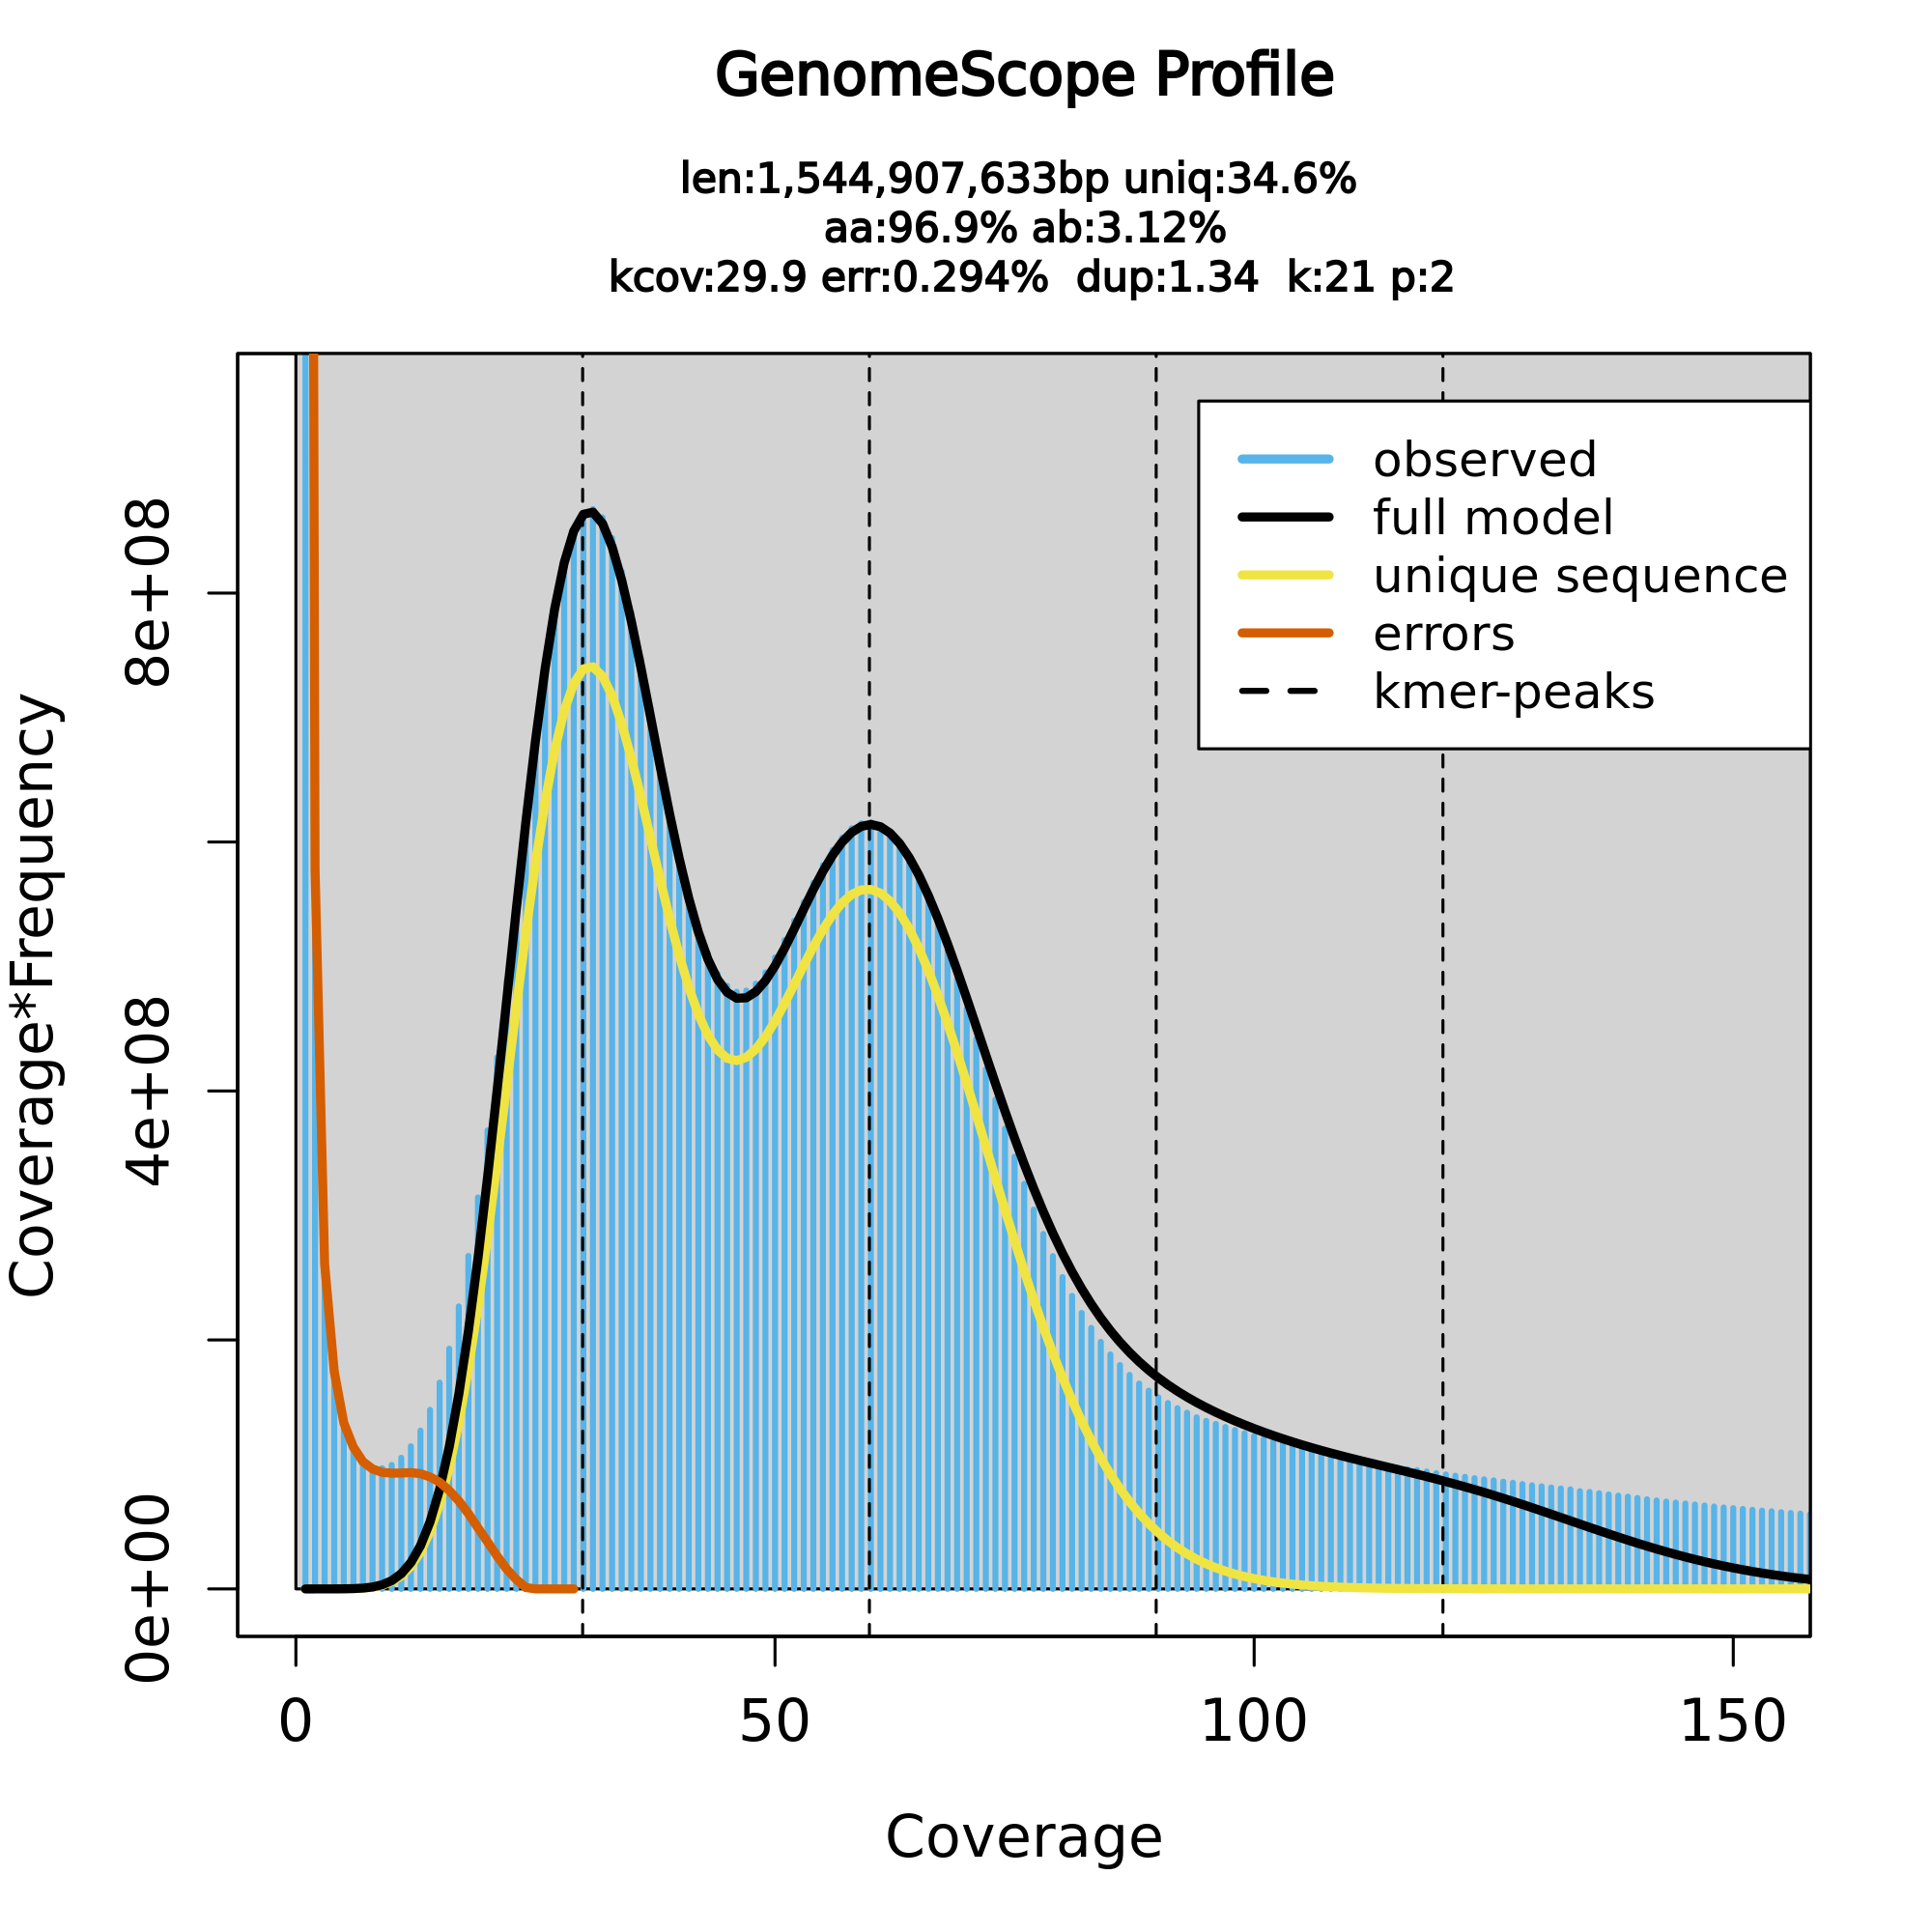 GenomeScope Profile
len:1,544,907,633bp uniq:34.6%
aa:96.9% ab:3.12%
kcov:29.9 err:0.294% dup:1.34 k:21 p:2
observed
full model
unique sequence
errors
kmer-peaks
Coverage*Frequency
8e+08
4e+08
0e+00
0 50 100 150
Coverage